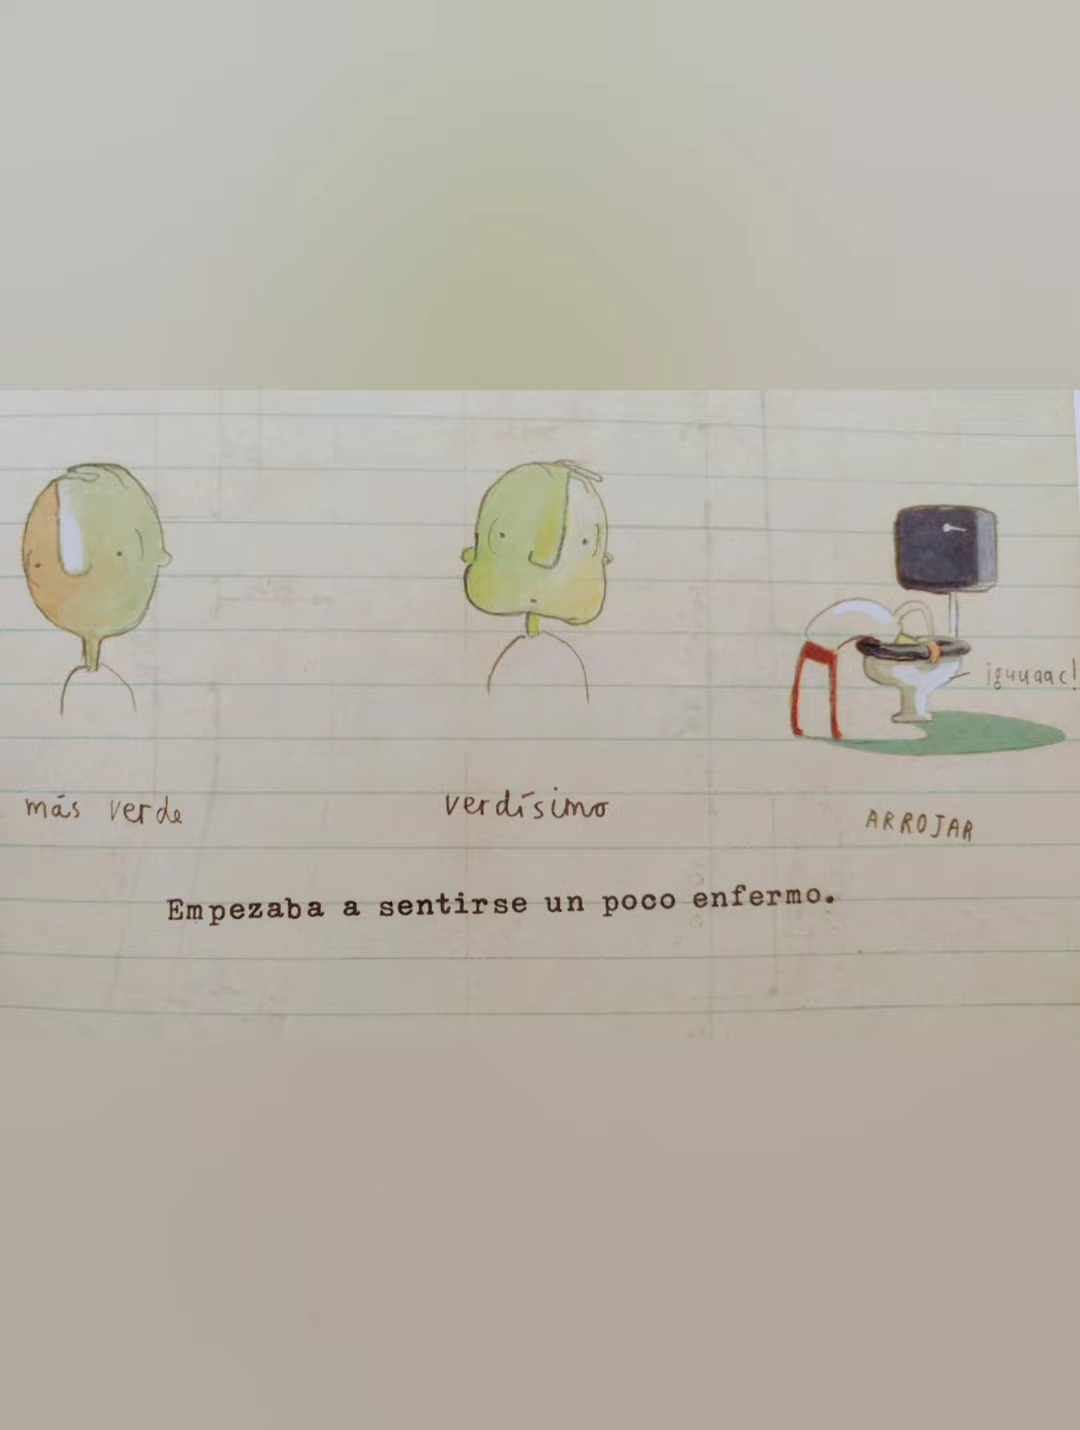 ¡guuaac!
más verde
verdísimo
ARROJAR
Empezaba a sentirse un poco enfermo.